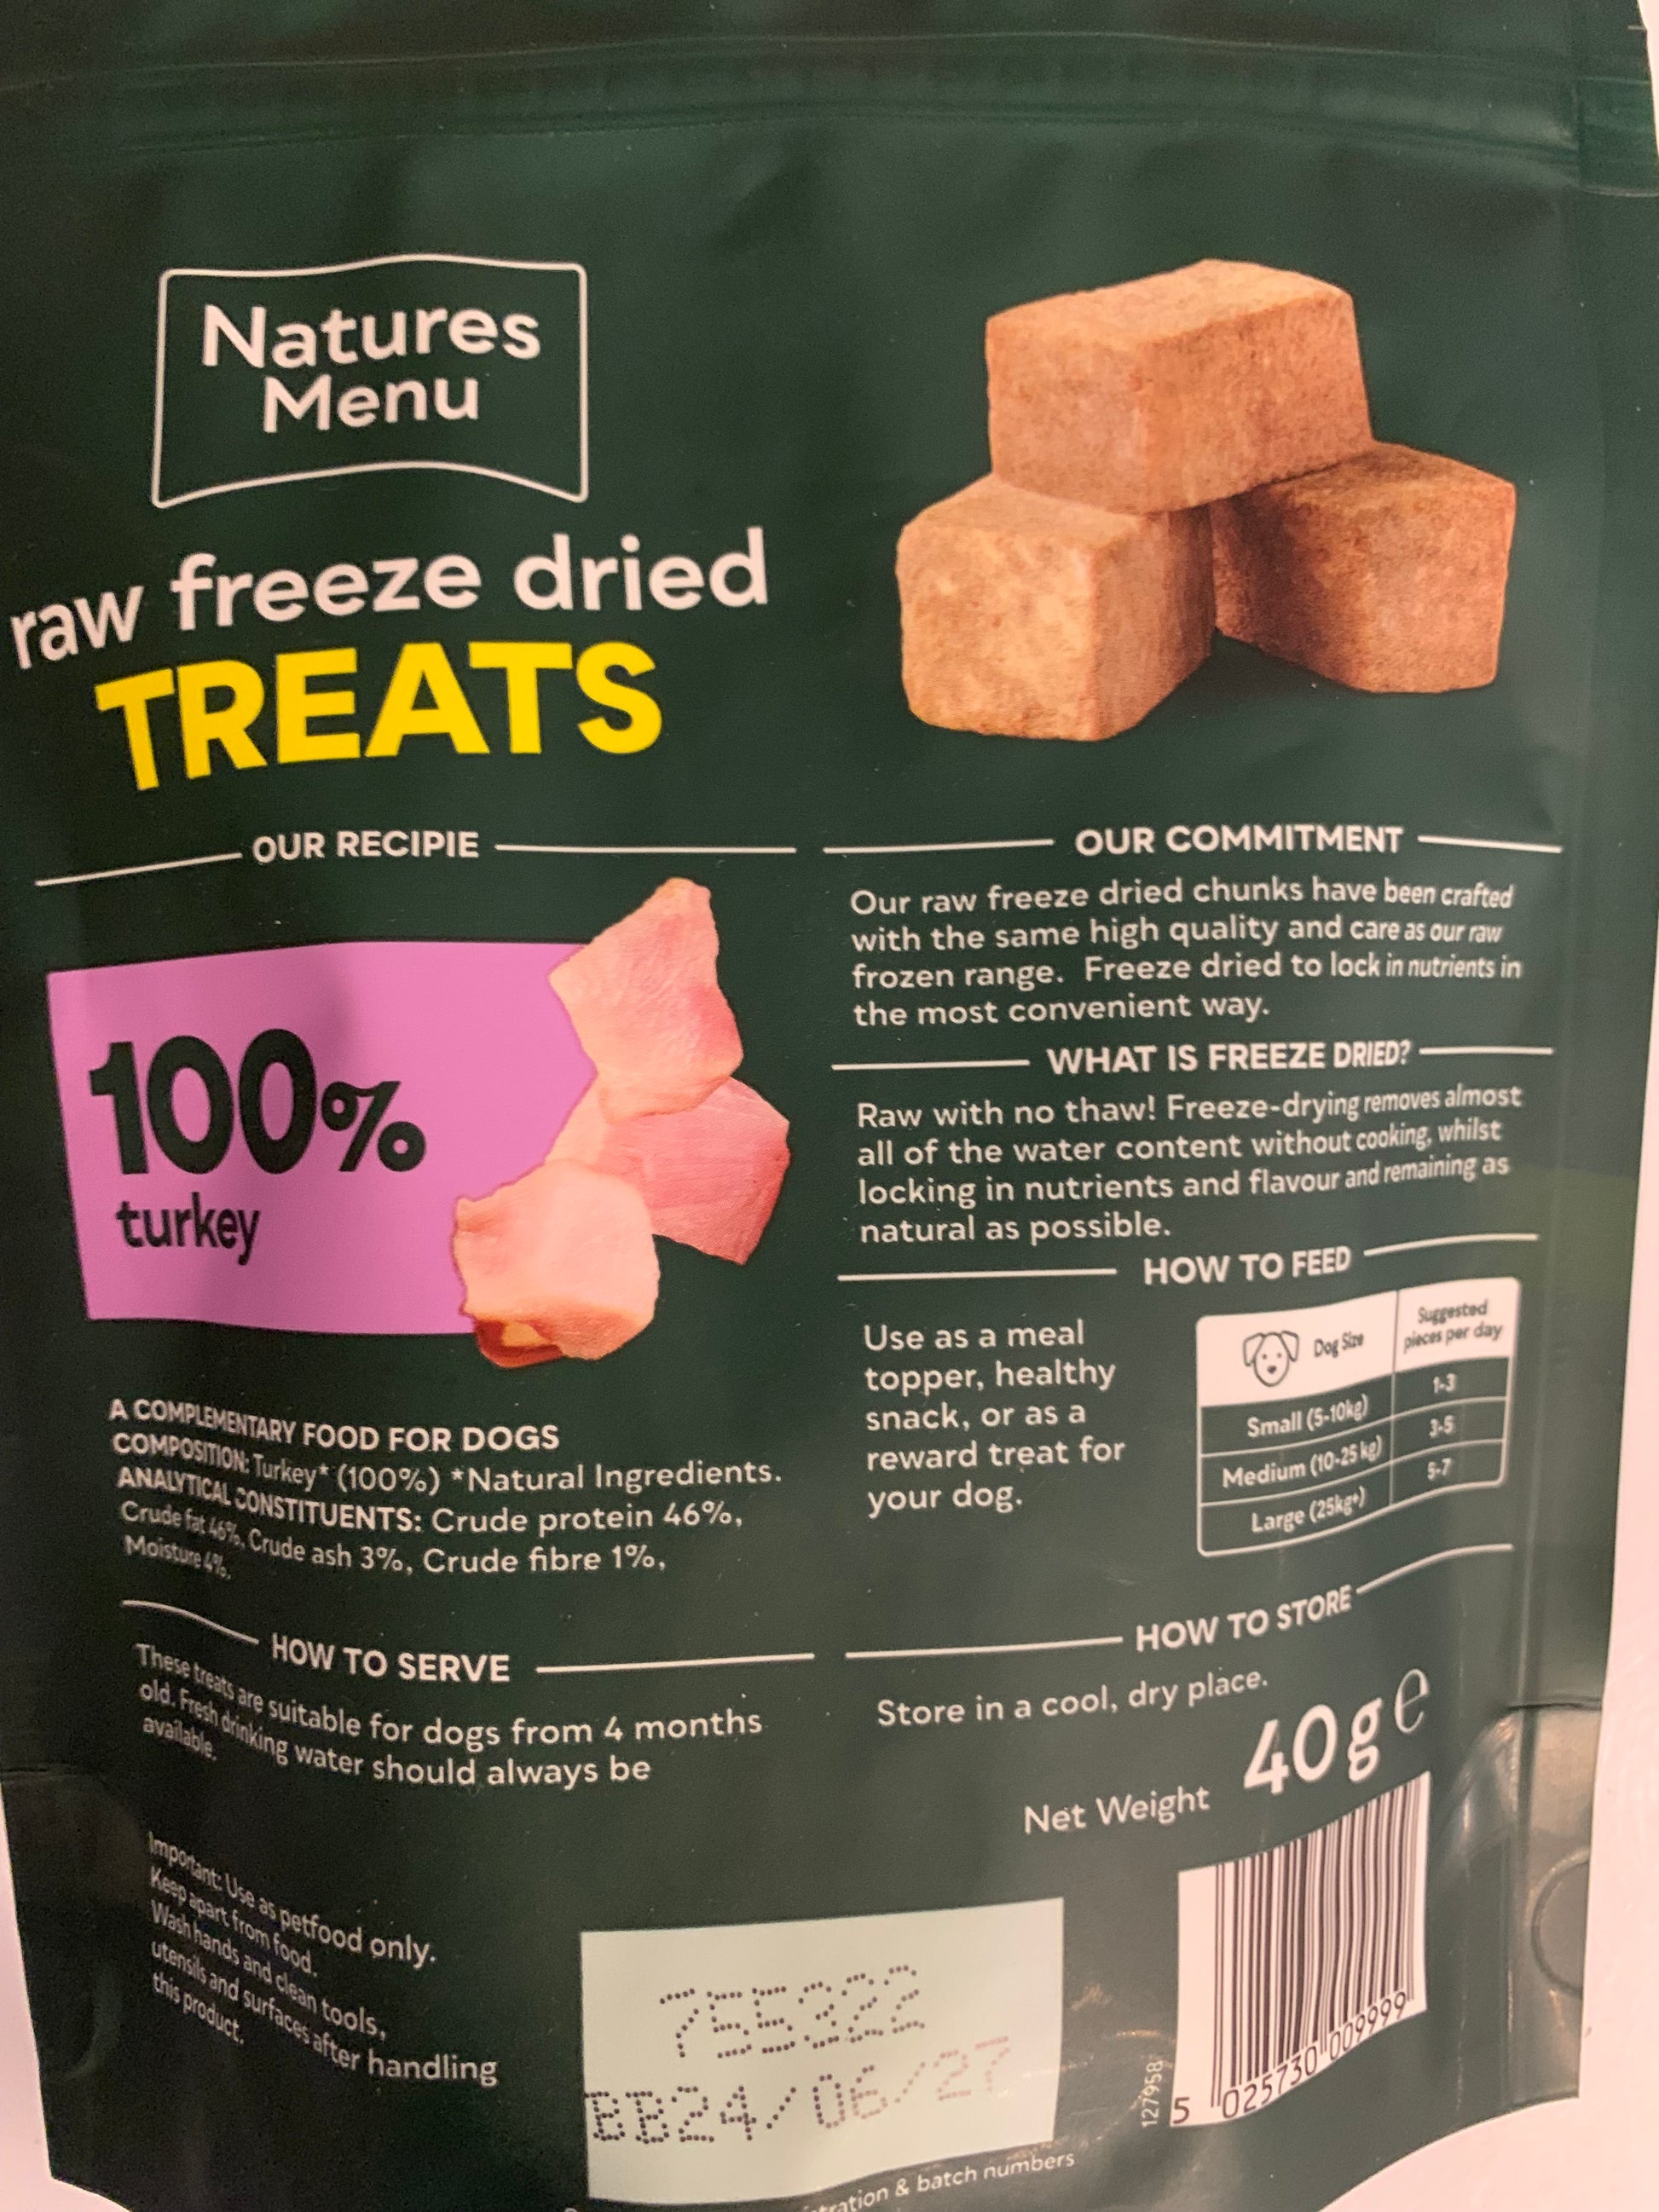 Natures
Menu
raw freeze dried
TREATS
OUR RECIPIE
100%
turkey
A COMPLEMENTARY FOOD FOR DOGS
COMPOSITION: Turkey* (100%) *Natural Ingredients.
ANALYTICAL CONSTITUENTS: Crude protein 46%,
Crude fat 46%, Crude ash 3%, Crude fibre 1%,
Moisture 4%.
HOW TO SERVE
These treats are suitable for dogs from 4 months
old. Fresh drinking water should always be
available.
Important: Use as petfood only.
Keep apart from food.
Wash hands and clean tools,
utensils and surfaces after handling
this product.
OUR COMMITMENT
Our raw freeze dried chunks have been crafted
with the same high quality and care as our raw
frozen range. Freeze dried to lock in nutrients in
the most convenient way.
WHAT IS FREEZE DRIED?
Raw with no thaw! Freeze-drying removes almost
all of the water content without cooking, whilst
locking in nutrients and flavour and remaining as
natural as possible.
HOW TO FEED
Use as a meal
topper, healthy
snack, or as a
reward treat for
your dog.
Dog Size Suggested
pieces per day
Small (5-10kg) 1-3
Medium (10-25 kg) 3-5
Large (25kg+) 5-7
HOW TO STORE
Store in a cool, dry place.
Net Weight 40g e
755322
BB24/06/27
127958
5 025730 009999
& batch numbers